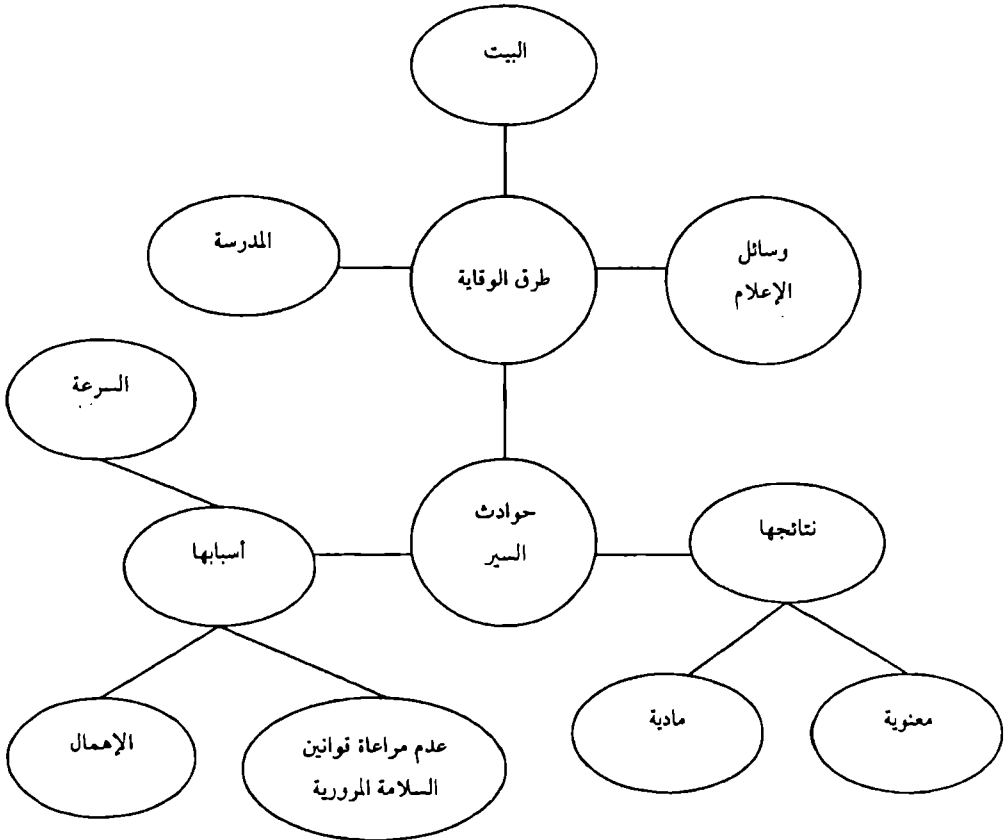 البيت
وسائل
الإعلام
طرق الوقاية
المدرسة
السرعة
حوادث
السير
نتائجها
أسبابها
معنوية
مادية
عدم مراعاة قوانين
السلامة المرورية
الإهمال